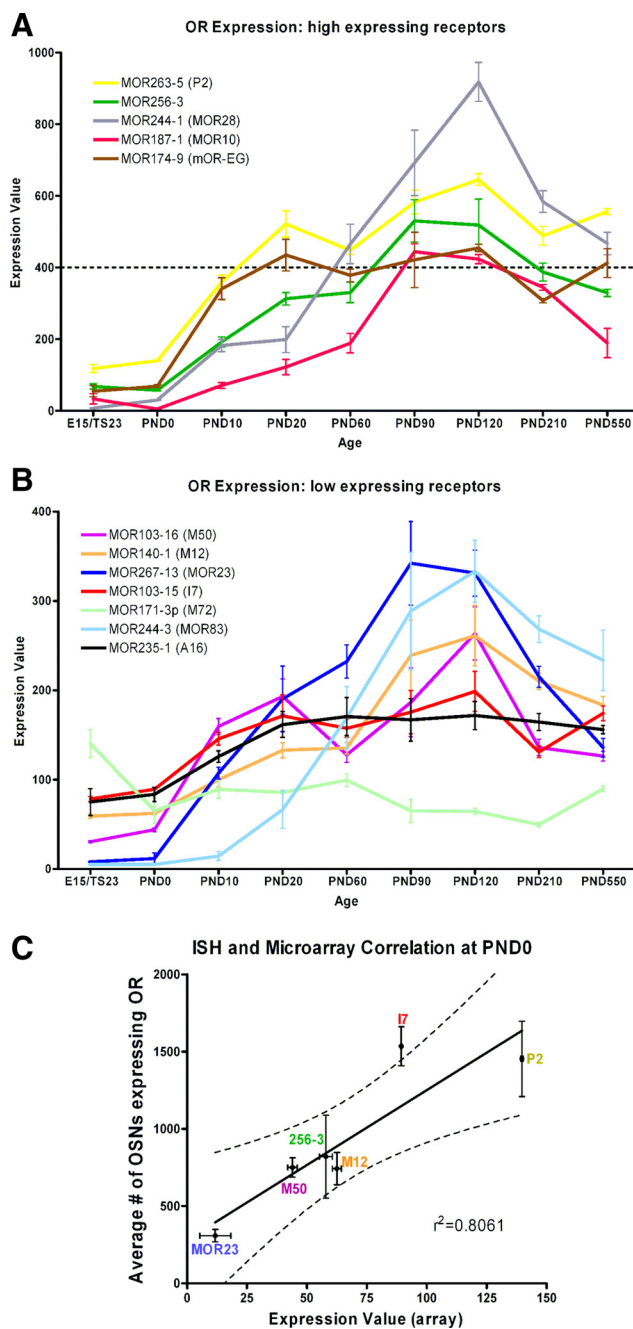 A
OR Expression: high expressing receptors
1000
800
600
400
200
0
Expression Value
MOR263-5 (P2)
MOR256-3
MOR244-1 (MOR28)
MOR187-1 (MOR10)
MOR174-9 (mOR-EG)
E15/TS23 PND0 PND10 PND20 PND60 PND90 PND120 PND210 PND550
Age
B
OR Expression: low expressing receptors
400
300
200
100
0
Expression Value
MOR103-16 (M50)
MOR140-1 (M12)
MOR267-13 (MOR23)
MOR103-15 (I7)
MOR171-3p (M72)
MOR244-3 (MOR83)
MOR235-1 (A16)
E15/TS23 PND0 PND10 PND20 PND60 PND90 PND120 PND210 PND550
Age
C
ISH and Microarray Correlation at PND0
2000
1500
1000
500
0
Average # of OSNs expressing OR
I7
P2
256-3
M12
M50
MOR23
r²=0.8061
0 25 50 75 100 125 150
Expression Value (array)